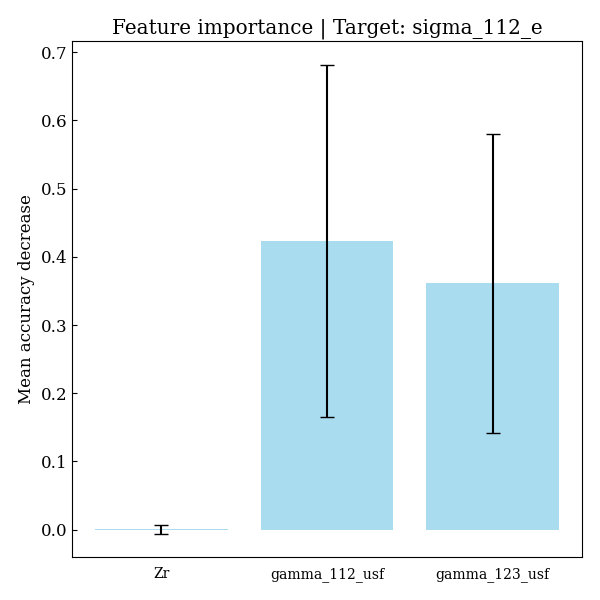 Feature importance | Target: sigma_112_e
Mean accuracy decrease
0.7
0.6
0.5
0.4
0.3
0.2
0.1
0.0
Zr
gamma_112_usf
gamma_123_usf